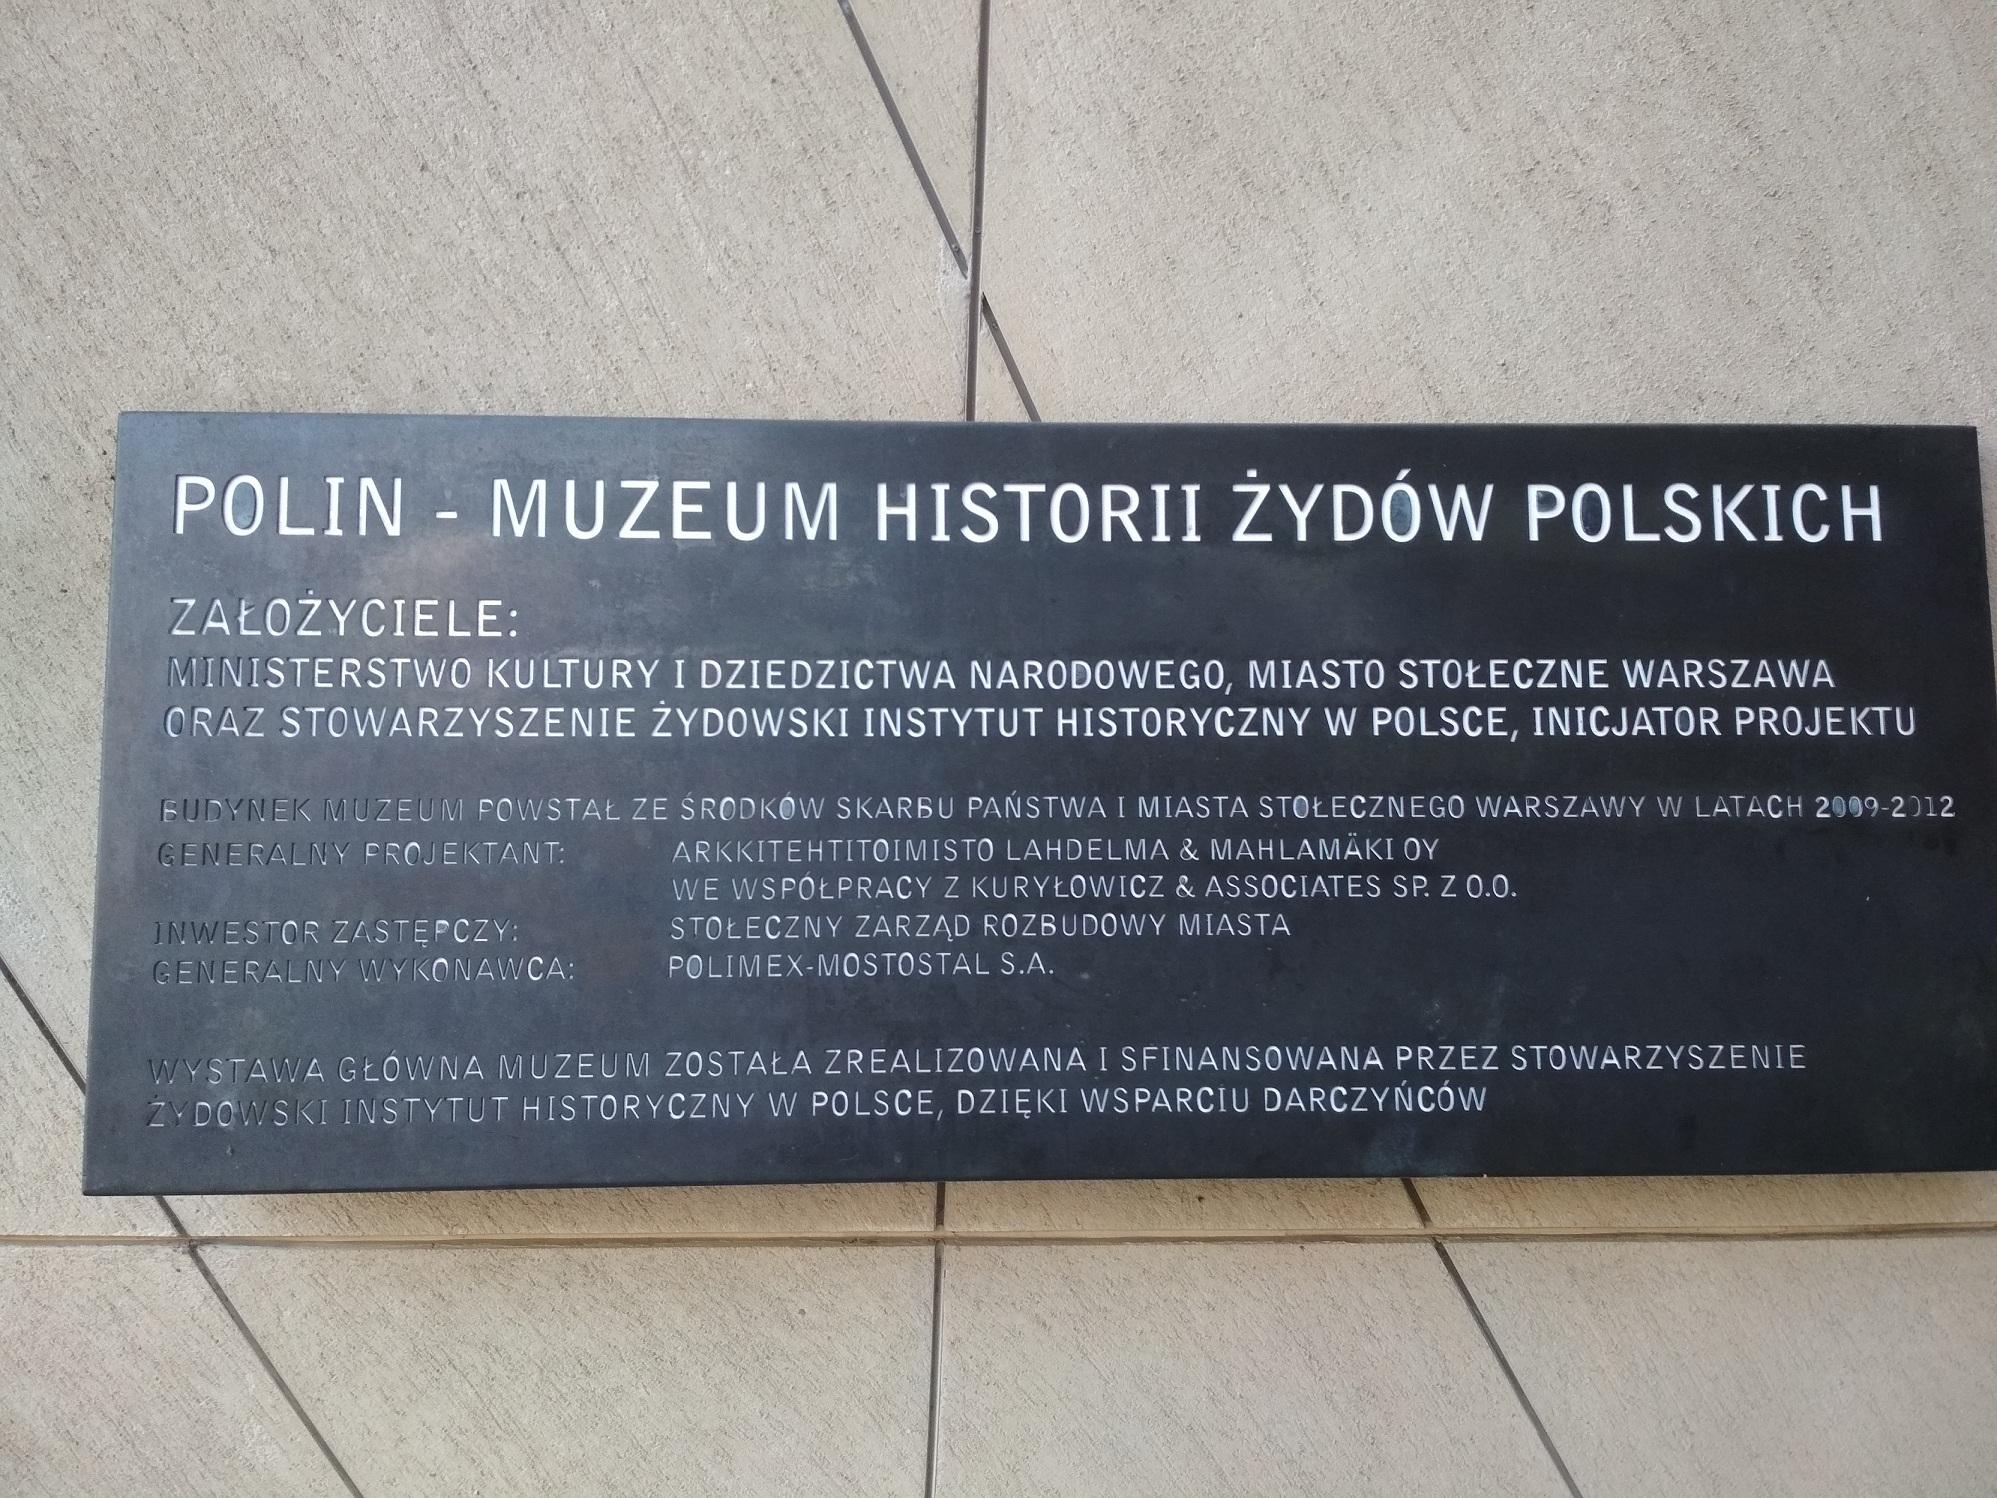 POLIN - MUZEUM HISTORII ŻYDÓW POLSKICH
ZAŁOŻYCIELE:
MINISTERSTWO KULTURY I DZIEDZICTWA NARODOWEGO, MIASTO STOŁECZNE WARSZAWA
ORAZ STOWARZYSZENIE ŻYDOWSKI INSTYTUT HISTORYCZNY W POLSCE, INICJATOR PROJEKTU
BUDYNEK MUZEUM POWSTAŁ ZE ŚRODKÓW SKARBU PAŃSTWA I MIASTA STOŁECZNEGO WARSZAWY W LATACH 2009-2012
GENERALNY PROJEKTANT: ARKKITEHTITOIMISTO LAHDELMA & MAHLAMÄKI OY
WE WSPÓŁPRACY Z KURYŁOWICZ & ASSOCIATES SP. Z O.O.
INWESTOR ZASTĘPCZY: STOŁECZNY ZARZĄD ROZBUDOWY MIASTA
GENERALNY WYKONAWCA: POLIMEX-MOSTOSTAL S.A.
WYSTAWA GŁÓWNA MUZEUM ZOSTAŁA ZREALIZOWANA I SFINANSOWANA PRZEZ STOWARZYSZENIE
ŻYDOWSKI INSTYTUT HISTORYCZNY W POLSCE, DZIĘKI WSPARCIU DARCZYŃCÓW